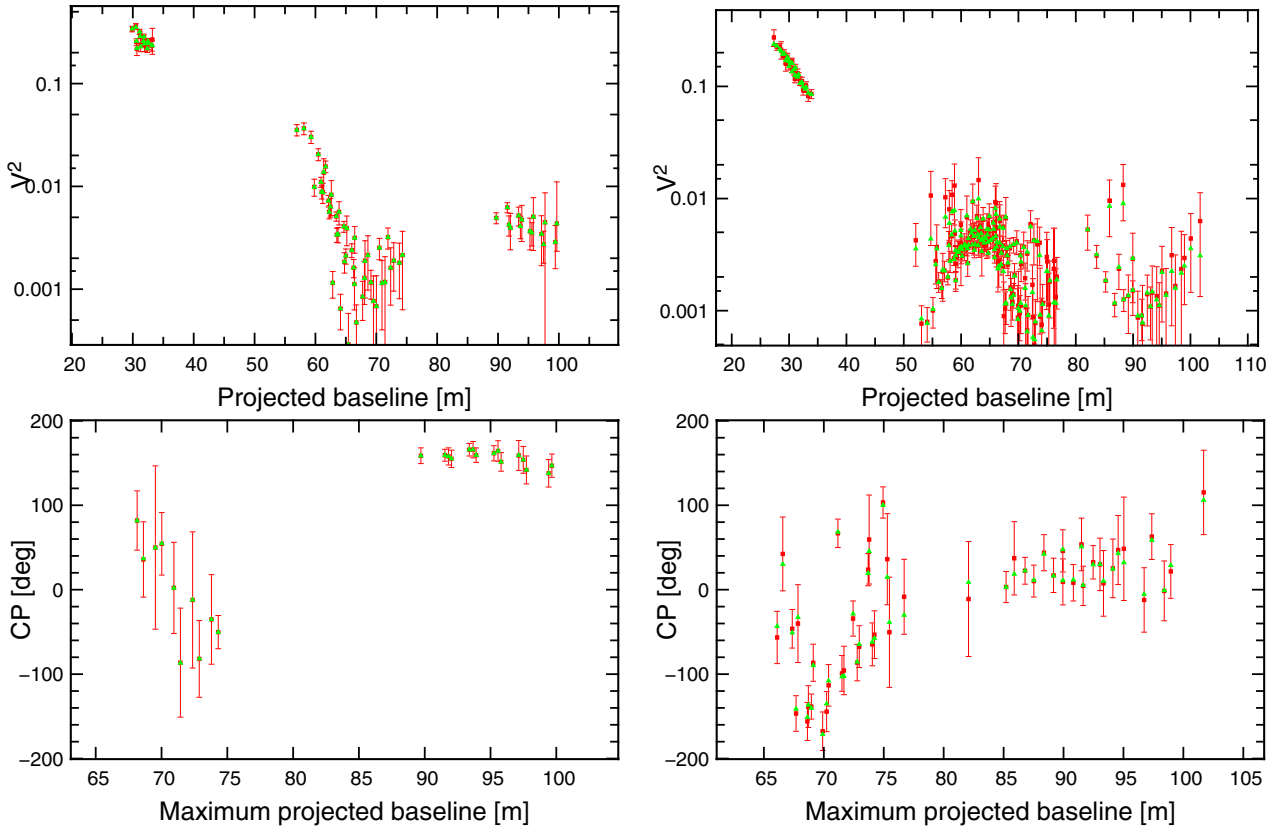 0.1
0.01
0.001
V2
20 30 40 50 60 70 80 90 100
Projected baseline [m]
0.1
0.01
0.001
V2
20 30 40 50 60 70 80 90 100 110
Projected baseline [m]
200
100
0
−100
−200
CP [deg]
65 70 75 80 85 90 95 100
Maximum projected baseline [m]
200
100
0
−100
−200
CP [deg]
65 70 75 80 85 90 95 100 105
Maximum projected baseline [m]